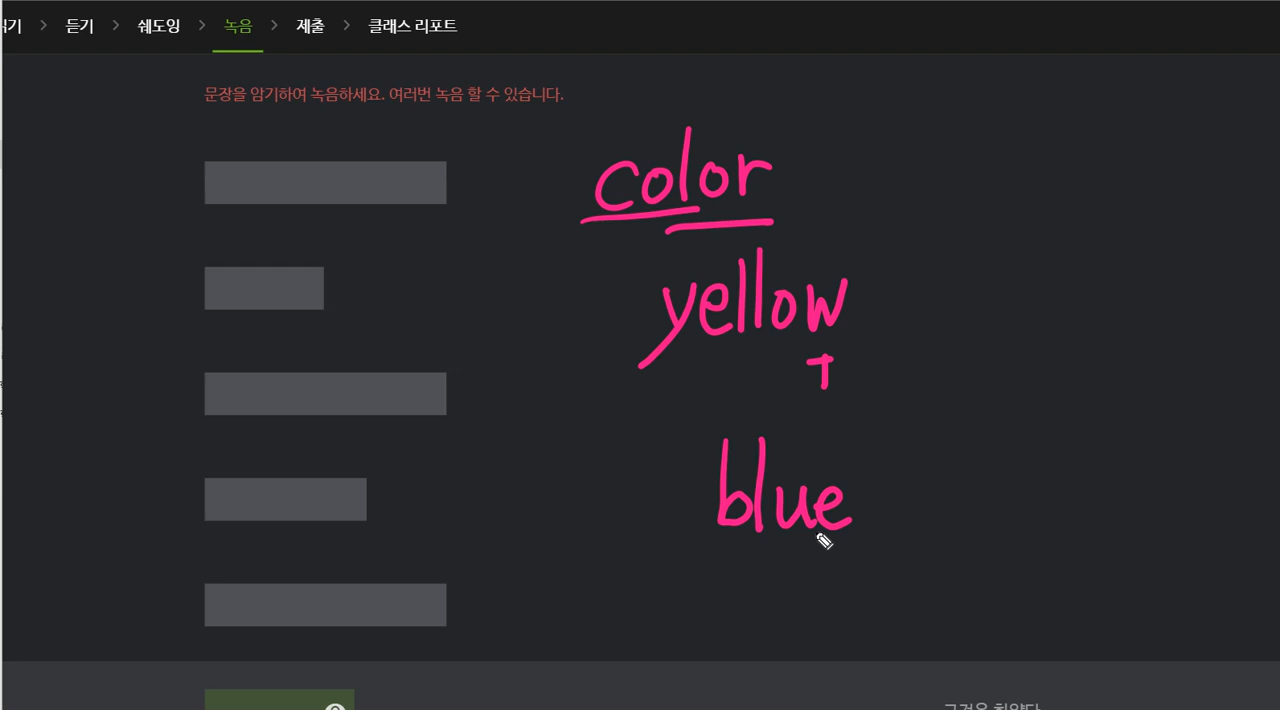 듣기 > 쉐도잉 > 녹음 > 제출 > 클래스 리포트
문장을 암기하여 녹음하세요. 여러번 녹음 할 수 있습니다.
color
yellow
blue